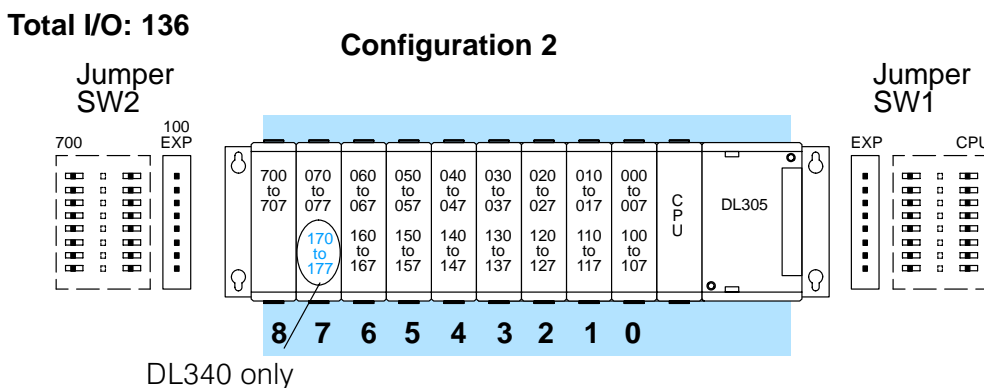 Total I/O: 136
Configuration 2
Jumper
SW2
Jumper
SW1
700
100
EXP
EXP
CPU
700
to
707
070
to
077
170
to
177
060
to
067
160
to
167
050
to
057
150
to
157
040
to
047
140
to
147
030
to
037
130
to
137
020
to
027
120
to
127
010
to
017
110
to
117
000
to
007
100
to
107
C
P
U
DL305
8 7 6 5 4 3 2 1 0
DL340 only